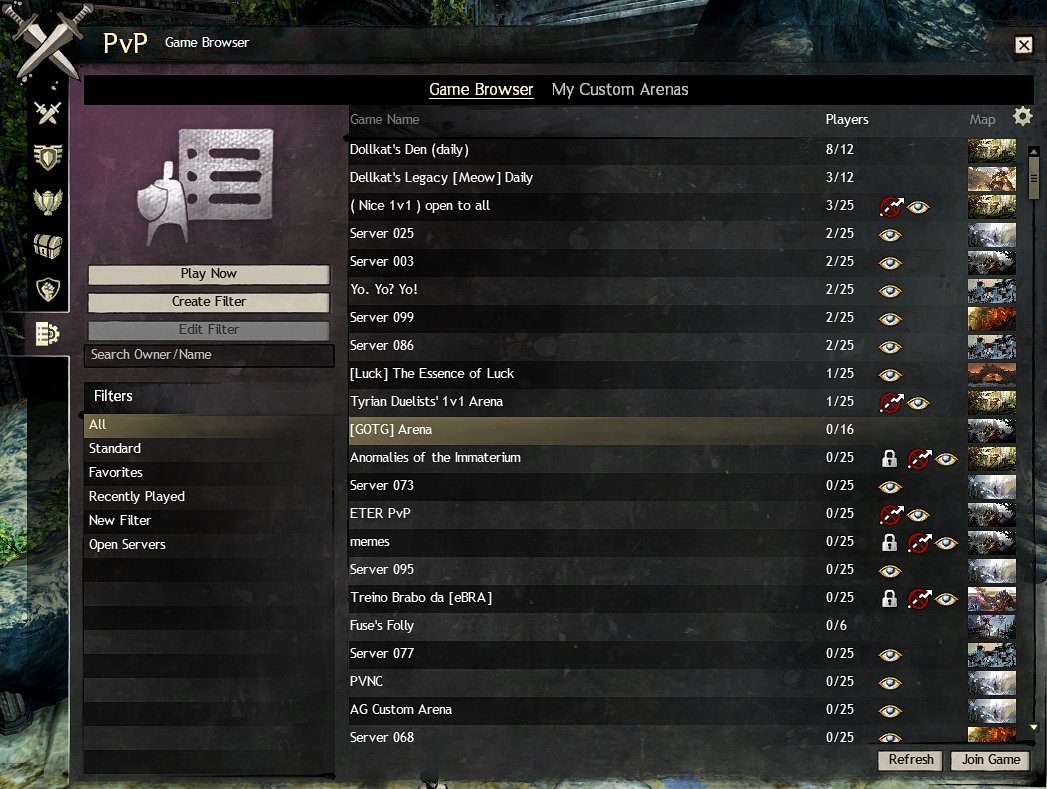 PvP Game Browser
Game Browser My Custom Arenas
Game Name Players Map
Dollkat's Den (daily) 8/12
Dellkat's Legacy [Meow] Daily 3/12
( Nice 1v1 ) open to all 3/25
Server 025 2/25
Server 003 2/25
Yo. Yo? Yo! 2/25
Server 099 2/25
Server 086 2/25
[Luck] The Essence of Luck 1/25
Tyrian Duelists' 1v1 Arena 1/25
[GOTG] Arena 0/16
Anomalies of the Immaterium 0/25
Server 073 0/25
ETER PvP 0/25
memes 0/25
Server 095 0/25
Treino Brabo da [eBRA] 0/25
Fuse's Folly 0/6
Server 077 0/25
PVNC 0/25
AG Custom Arena 0/25
Server 068 0/25
Play Now
Create Filter
Edit Filter
Search Owner/Name
Filters
All
Standard
Favorites
Recently Played
New Filter
Open Servers
Refresh Join Game